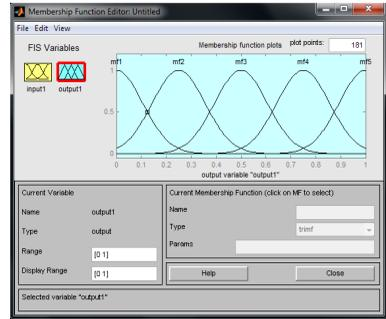 Membership Function Editor: Untitled
File Edit View
FIS Variables
Membership function plots plot points: 181
input1 output1
mf1 mf2 mf3 mf4 mf5
1
0.5
0
0 0.1 0.2 0.3 0.4 0.5 0.6 0.7 0.8 0.9 1
output variable "output1"
Current Variable
Name output1
Type output
Range [0 1]
Display Range [0 1]
Current Membership Function (click on MF to select)
Name
Type trimf
Params
Help Close
Selected variable "output1"